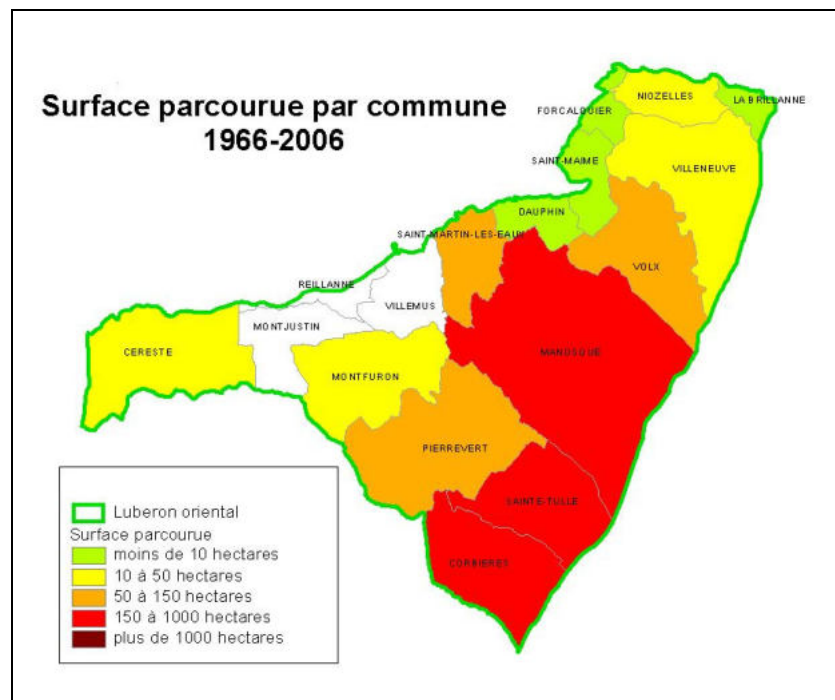 Surface parcourue par commune
1966-2006
NIOZELLES
LA BRILLANNE
FORCALQUIER
SAINT-MAIME
VILLENEUVE
DAUPHIN
SAINT-MARTIN-LES-EAUX
VOLX
REILLANNE
VILLEMUS
MONTJUSTIN
CERESTE
MANOSQUE
MONTFURON
PIERREVERT
SAINTE-TULLE
CORBIERES
Luberon oriental
Surface parcourue
moins de 10 hectares
10 à 50 hectares
50 à 150 hectares
150 à 1000 hectares
plus de 1000 hectares